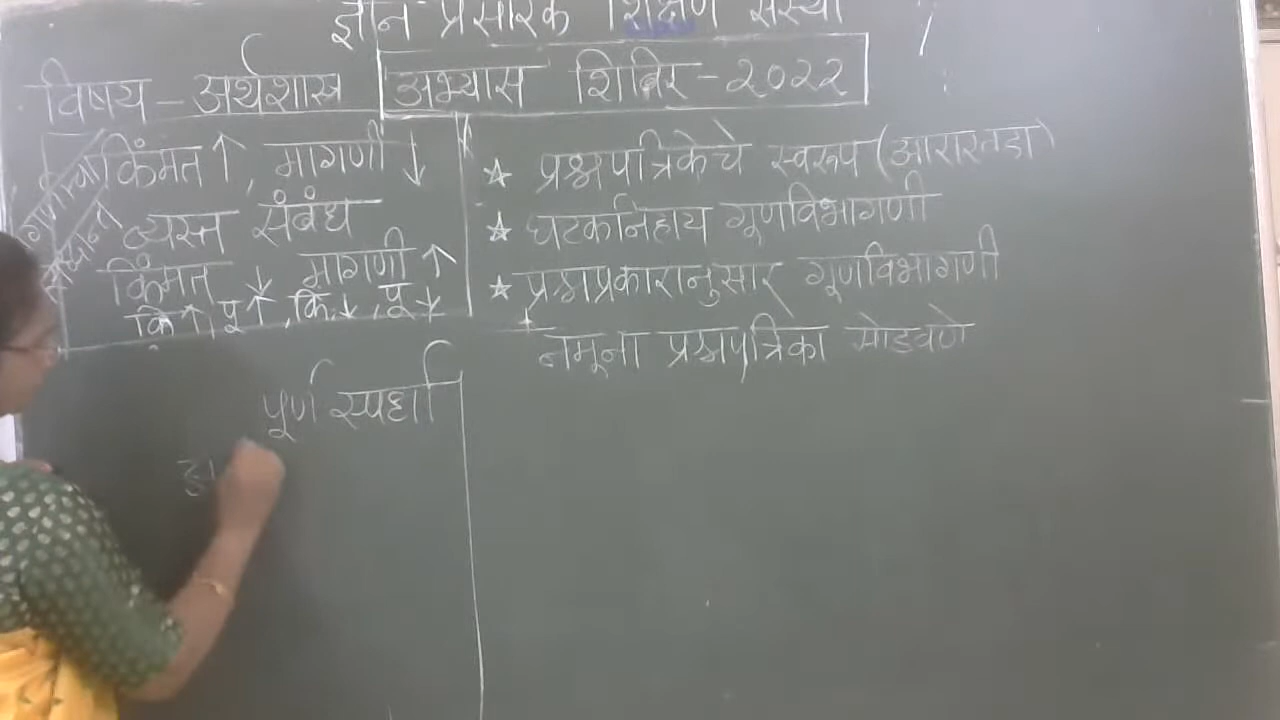 ज्ञान प्रसारक शिक्षण संस्था
विषय - अर्थशास्त्र
अभ्यास शिबिर - २०२२
किंमत ↑, मागणी ↓
व्यस्त संबंध
किंमत ↓ मागणी ↑
कि ↑ पू ↑, कि. ↓, पू ↓
★ प्रश्नपत्रिकेचे स्वरूप (आराखडा)
★ घटकनिहाय गूणविभागणी
★ प्रश्नप्रकारानुसार गूणविभागणी
नमूना प्रश्नपत्रिका सोडवणे
पूर्ण स्पर्धा